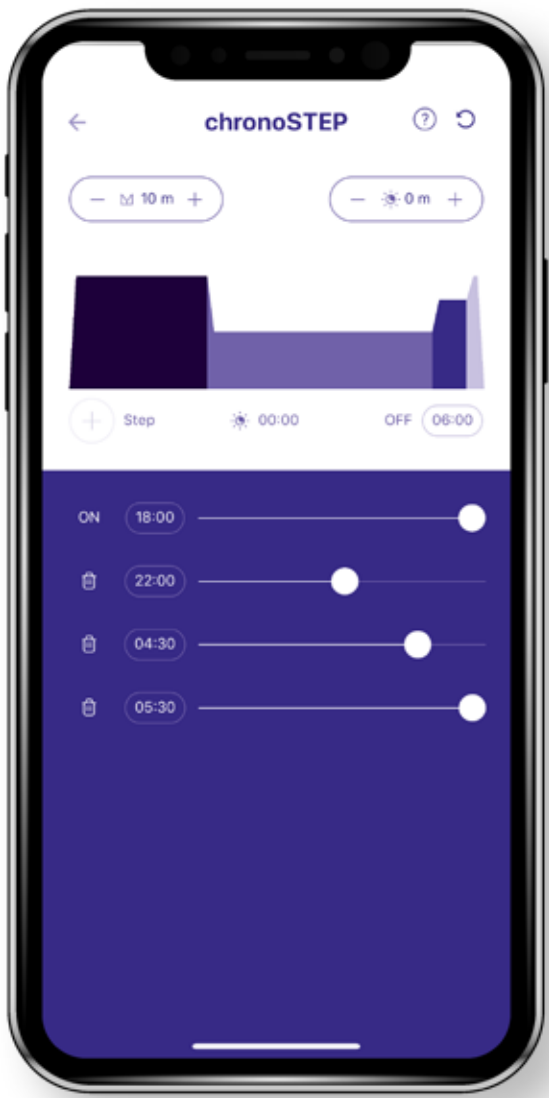 chronoSTEP ?
− 10 m + − 0 m +
+ Step 00:00 OFF 06:00
ON 18:00
22:00
04:30
05:30